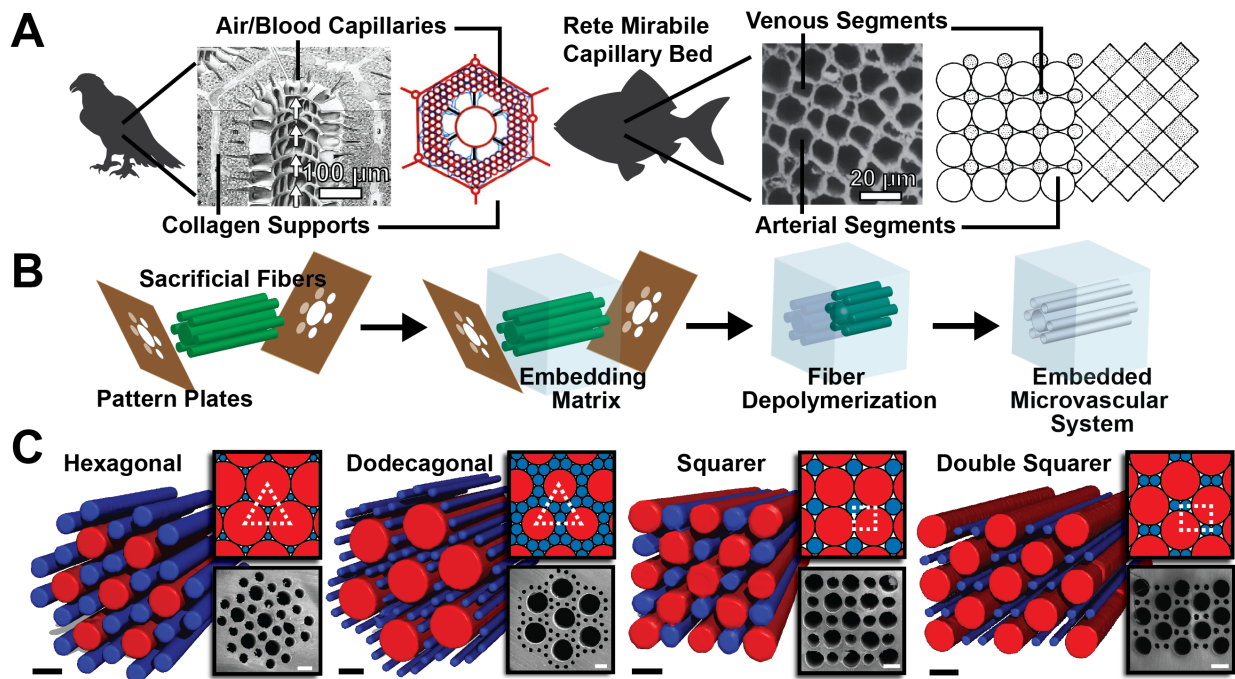 A
Air/Blood Capillaries
Rete Mirabile
Capillary Bed
Venous Segments
100 µm
20 µm
Collagen Supports
Arterial Segments
B
Sacrificial Fibers
Pattern Plates
Embedding
Matrix
Fiber
Depolymerization
Embedded
Microvascular
System
C
Hexagonal
Dodecagonal
Squarer
Double Squarer